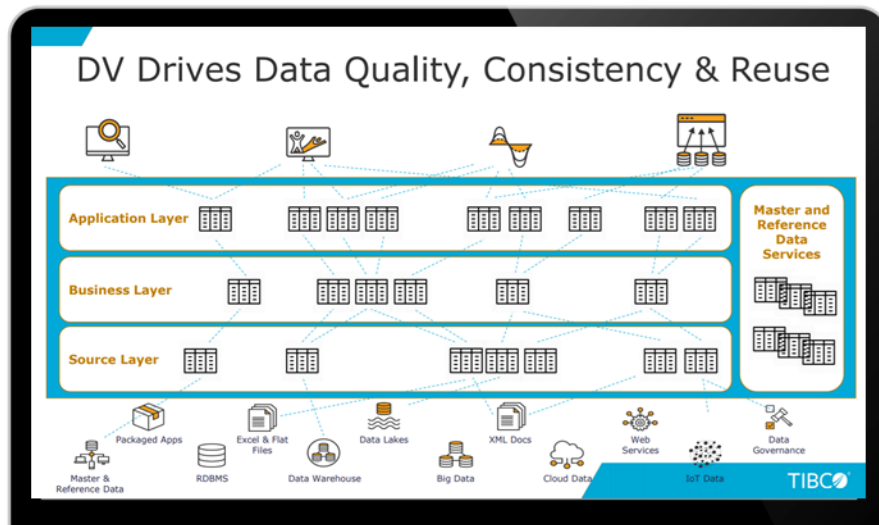 DV Drives Data Quality, Consistency & Reuse
Application Layer
Master and
Reference
Data
Services
Business Layer
Source Layer
Packaged Apps
Excel & Flat
Files
Data Lakes
XML Docs
Web
Services
Data
Governance
Master &
Reference Data
RDBMS
Data Warehouse
Big Data
Cloud Data
IoT Data
TIBCO